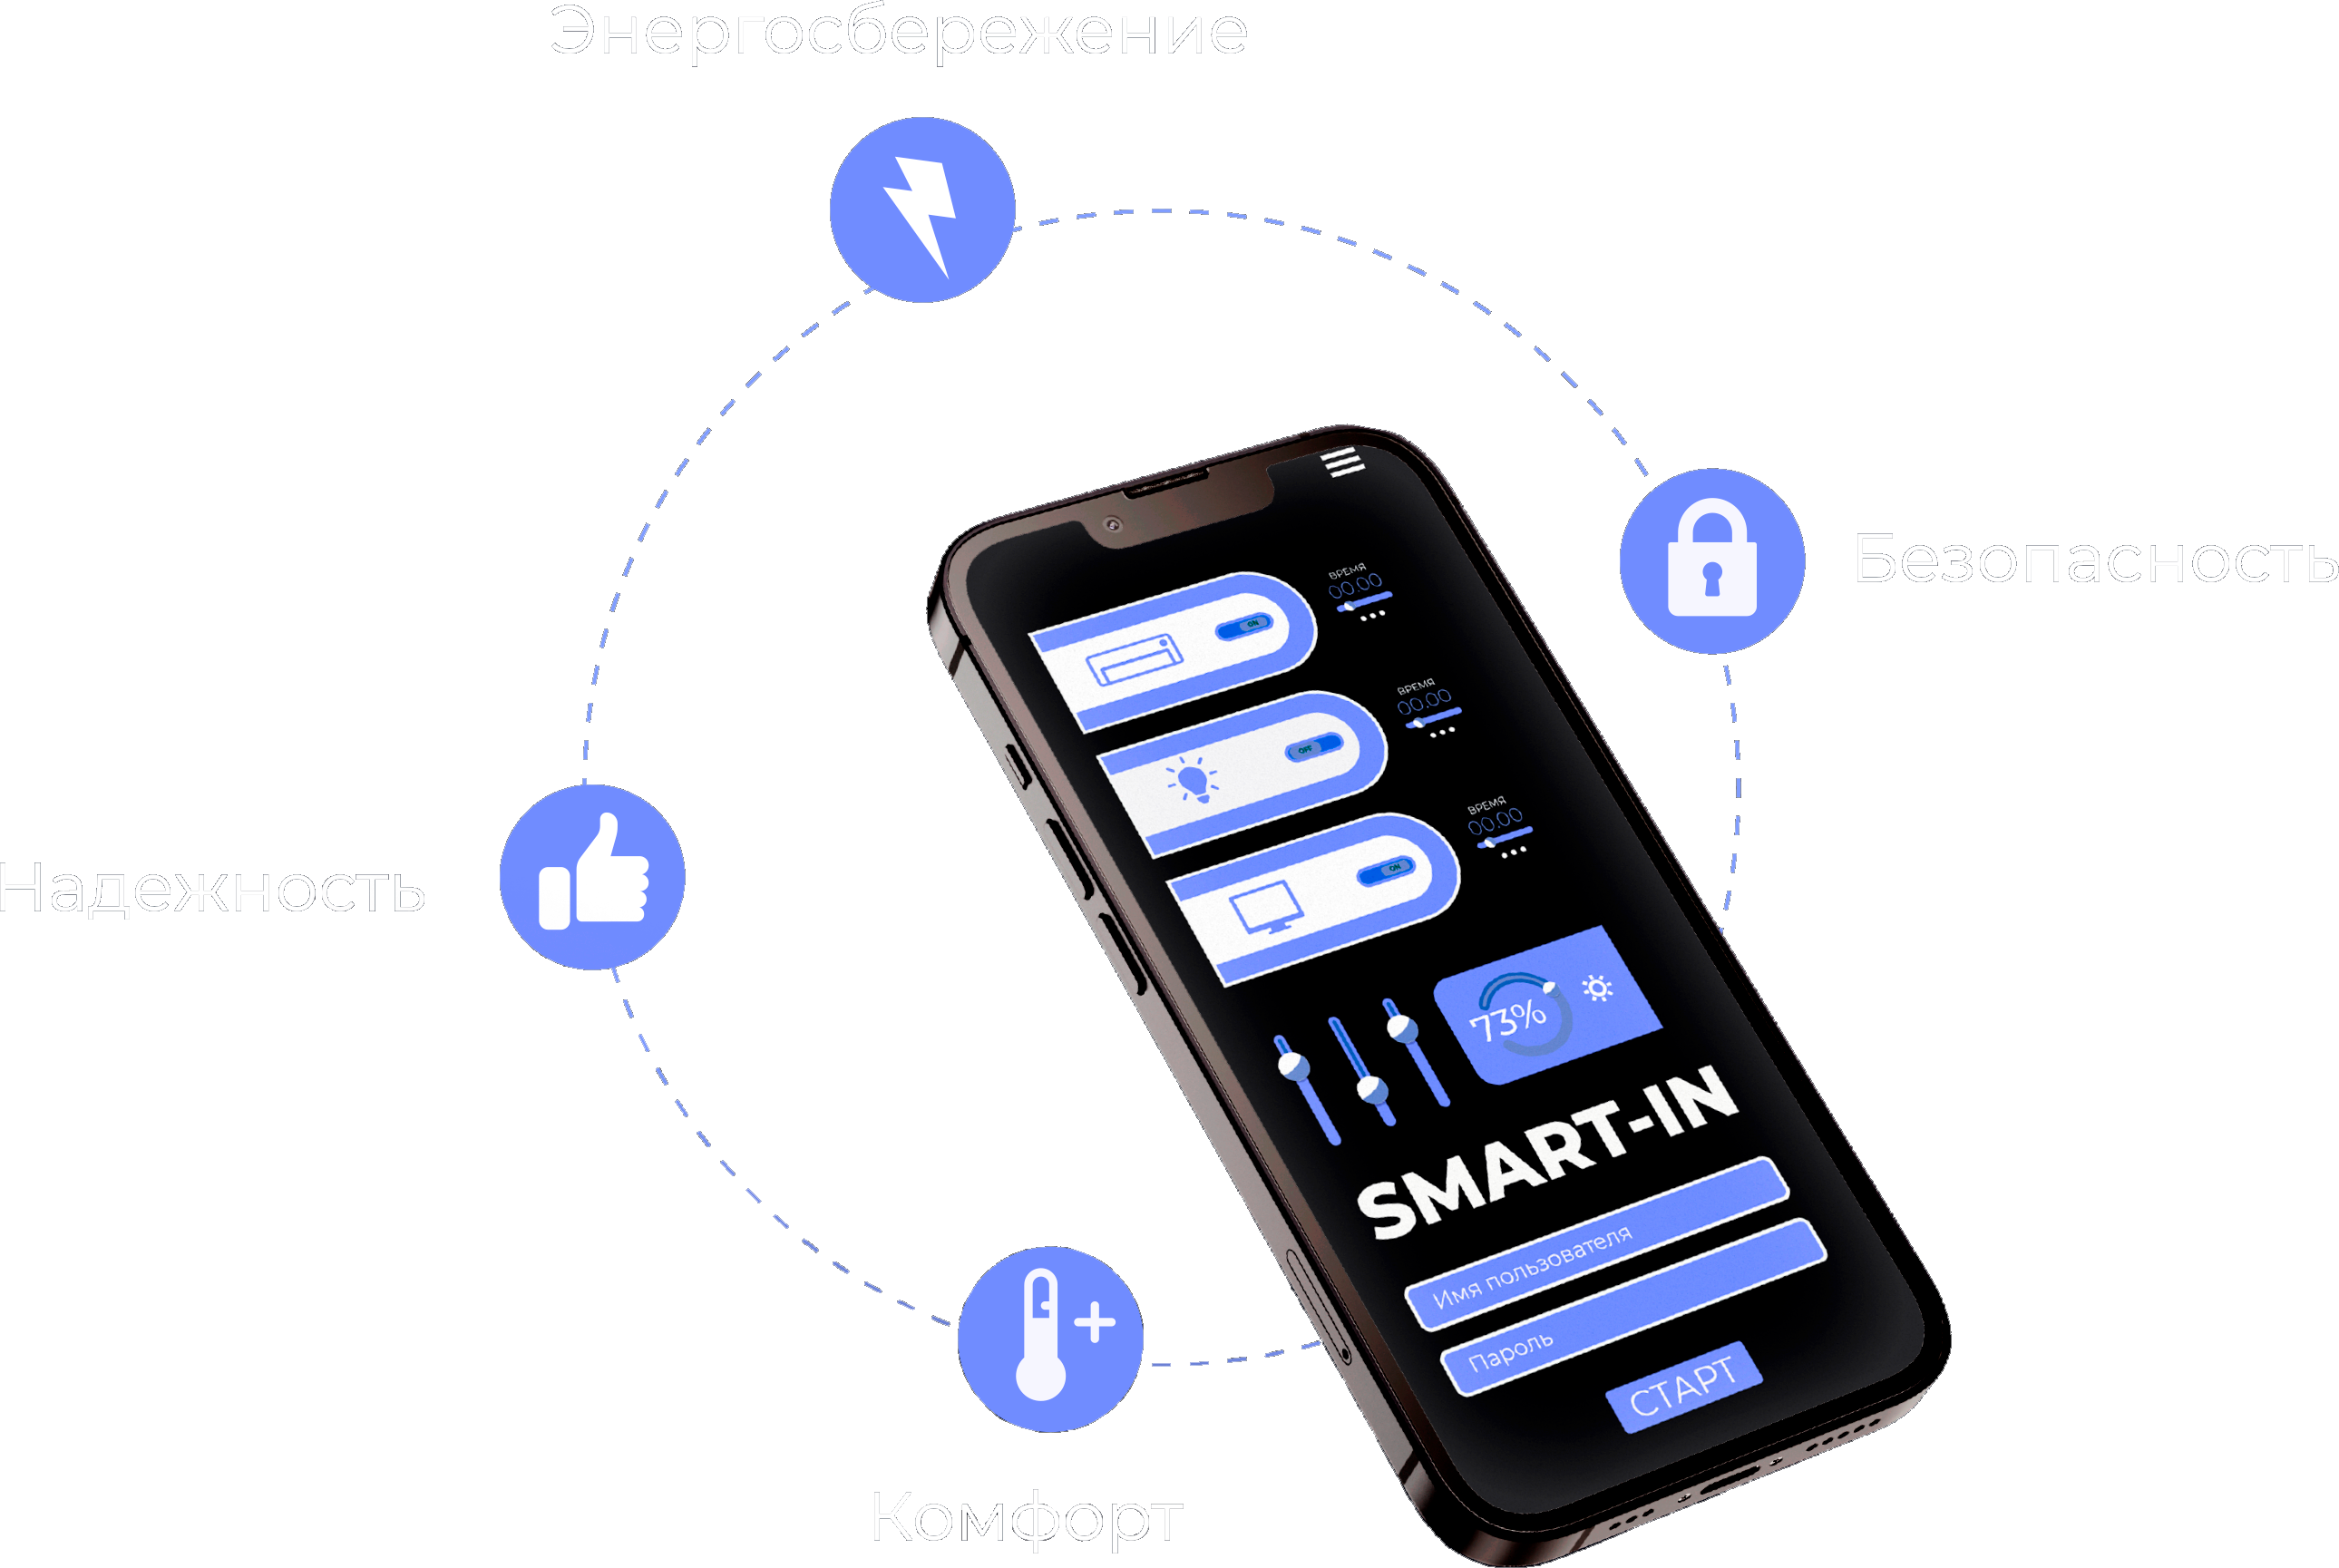 Энергосбережение
Безопасность
Надежность
Комфорт
ВРЕМЯ
00.00
ON
ВРЕМЯ
00.00
OFF
ВРЕМЯ
00.00
ON
73%
SMART-IN
Имя пользователя
Пароль
СТАРТ